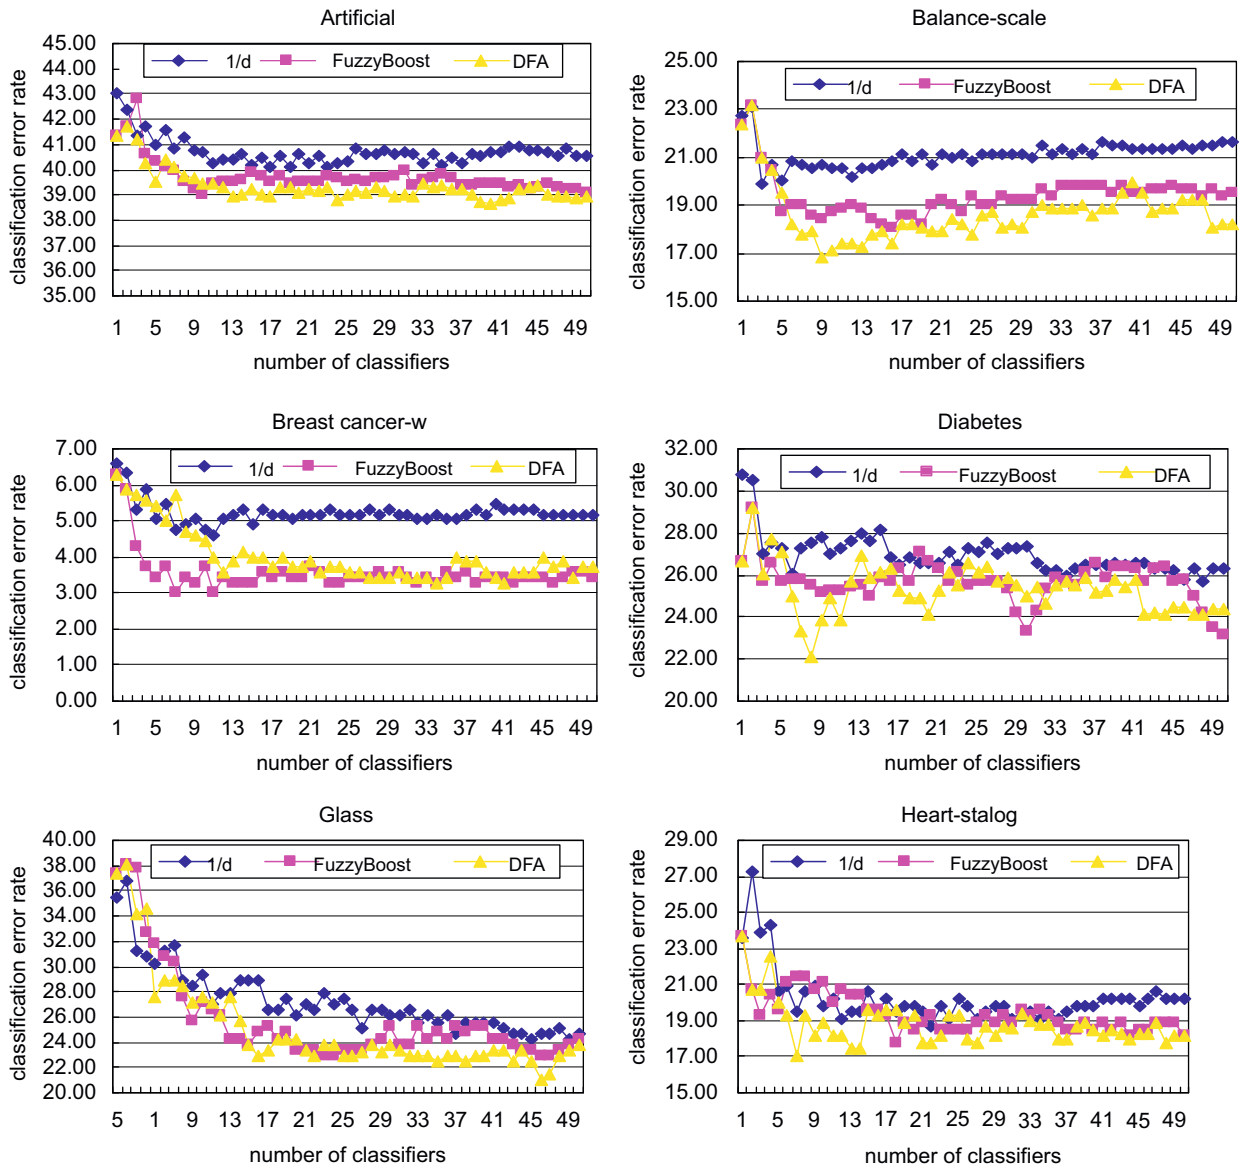 Artificial
45.00
44.00
43.00
42.00
41.00
40.00
39.00
38.00
37.00
36.00
35.00
classification error rate
1/d FuzzyBoost DFA
1 5 9 13 17 21 25 29 33 37 41 45 49
number of classifiers
Balance-scale
25.00
23.00
21.00
19.00
17.00
15.00
classification error rate
1/d FuzzyBoost DFA
1 5 9 13 17 21 25 29 33 37 41 45 49
number of classifiers
Breast cancer-w
7.00
6.00
5.00
4.00
3.00
2.00
1.00
0.00
classification error rate
1/d FuzzyBoost DFA
1 5 9 13 17 21 25 29 33 37 41 45 49
number of classifiers
Diabetes
32.00
30.00
28.00
26.00
24.00
22.00
20.00
classification error rate
1/d FuzzyBoost DFA
1 5 9 13 17 21 25 29 33 37 41 45 49
number of classifiers
Glass
40.00
38.00
36.00
34.00
32.00
30.00
28.00
26.00
24.00
22.00
20.00
classification error rate
1/d FuzzyBoost DFA
5 1 9 13 17 21 25 29 33 37 41 45 49
number of classifiers
Heart-stalog
29.00
27.00
25.00
23.00
21.00
19.00
17.00
15.00
classification error rate
1/d FuzzyBoost DFA
1 5 9 13 17 21 25 29 33 37 41 45 49
number of classifiers